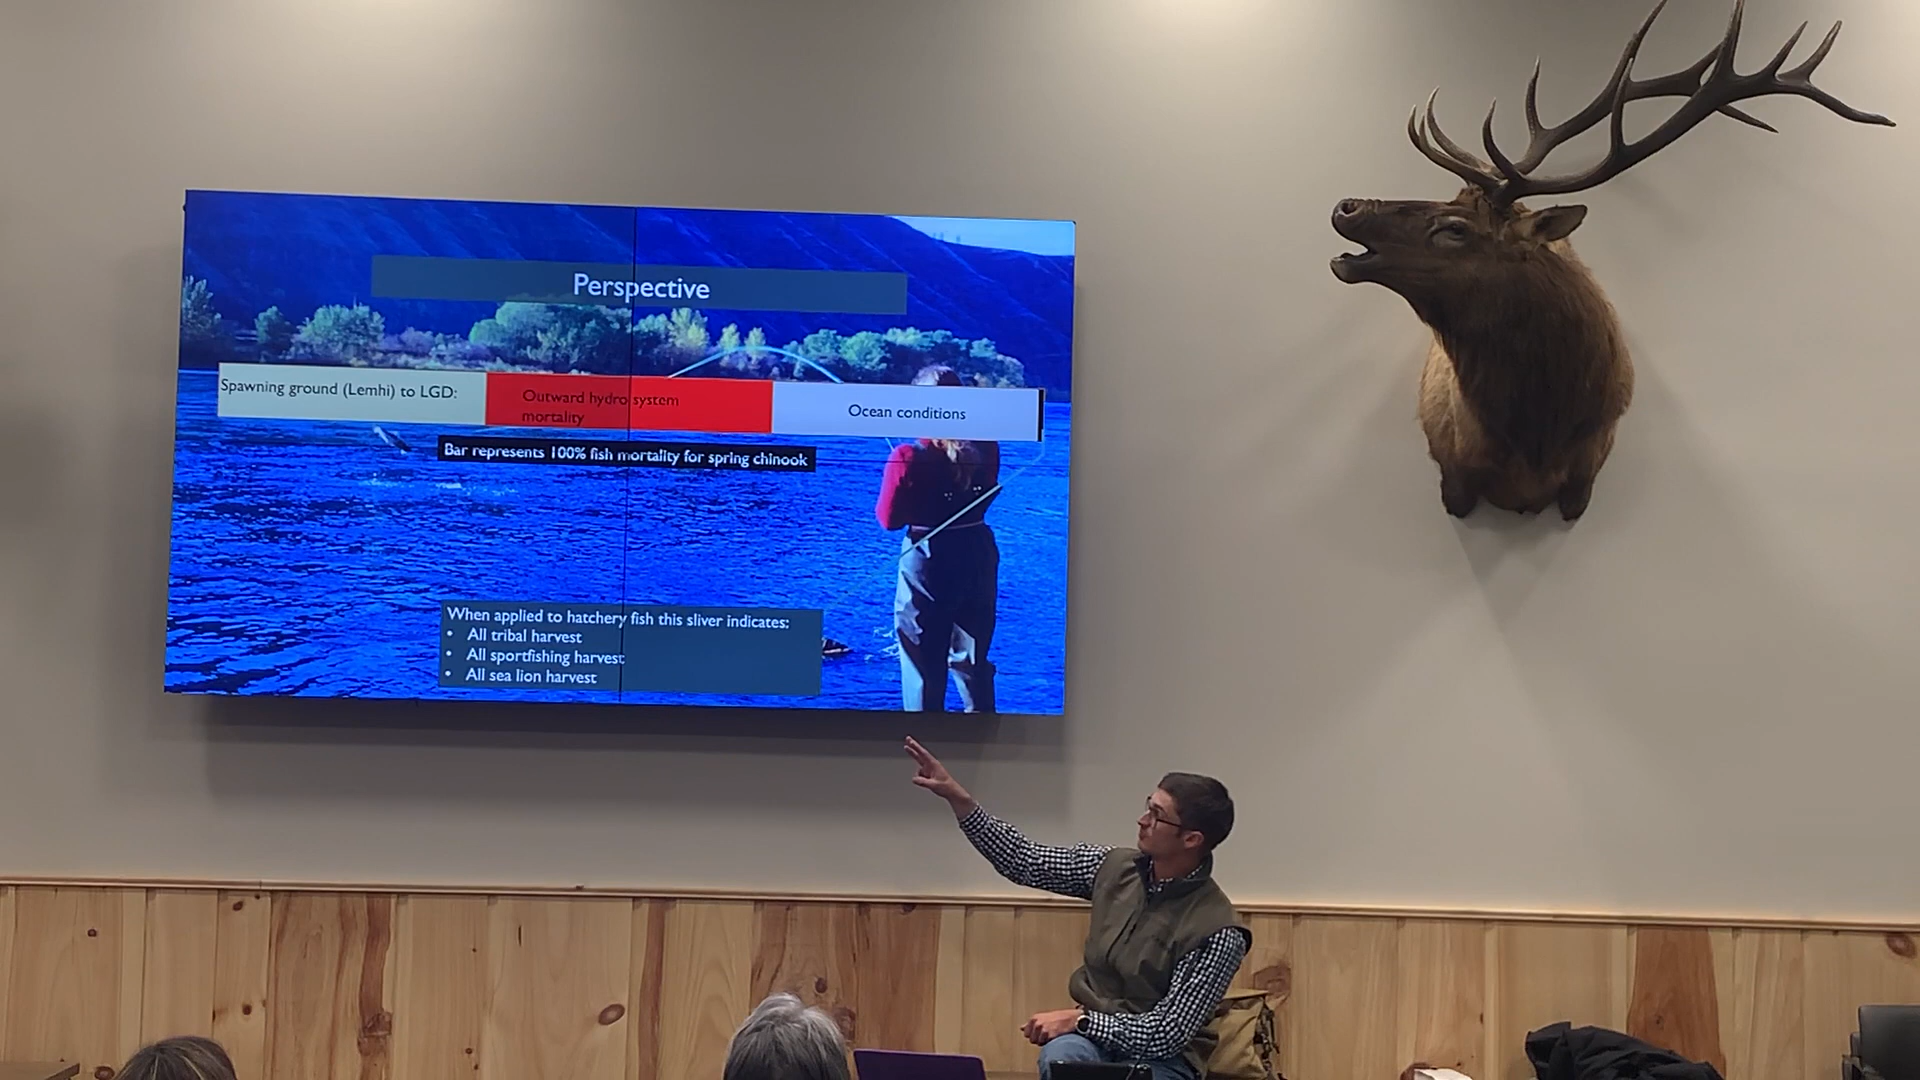 Perspective
Spawning ground (Lemhi) to LGD:
Outward hydro system
mortality
Ocean conditions
Bar represents 100% fish mortality for spring chinook
When applied to hatchery fish this sliver indicates:
• All tribal harvest
• All sportfishing harvest
• All sea lion harvest